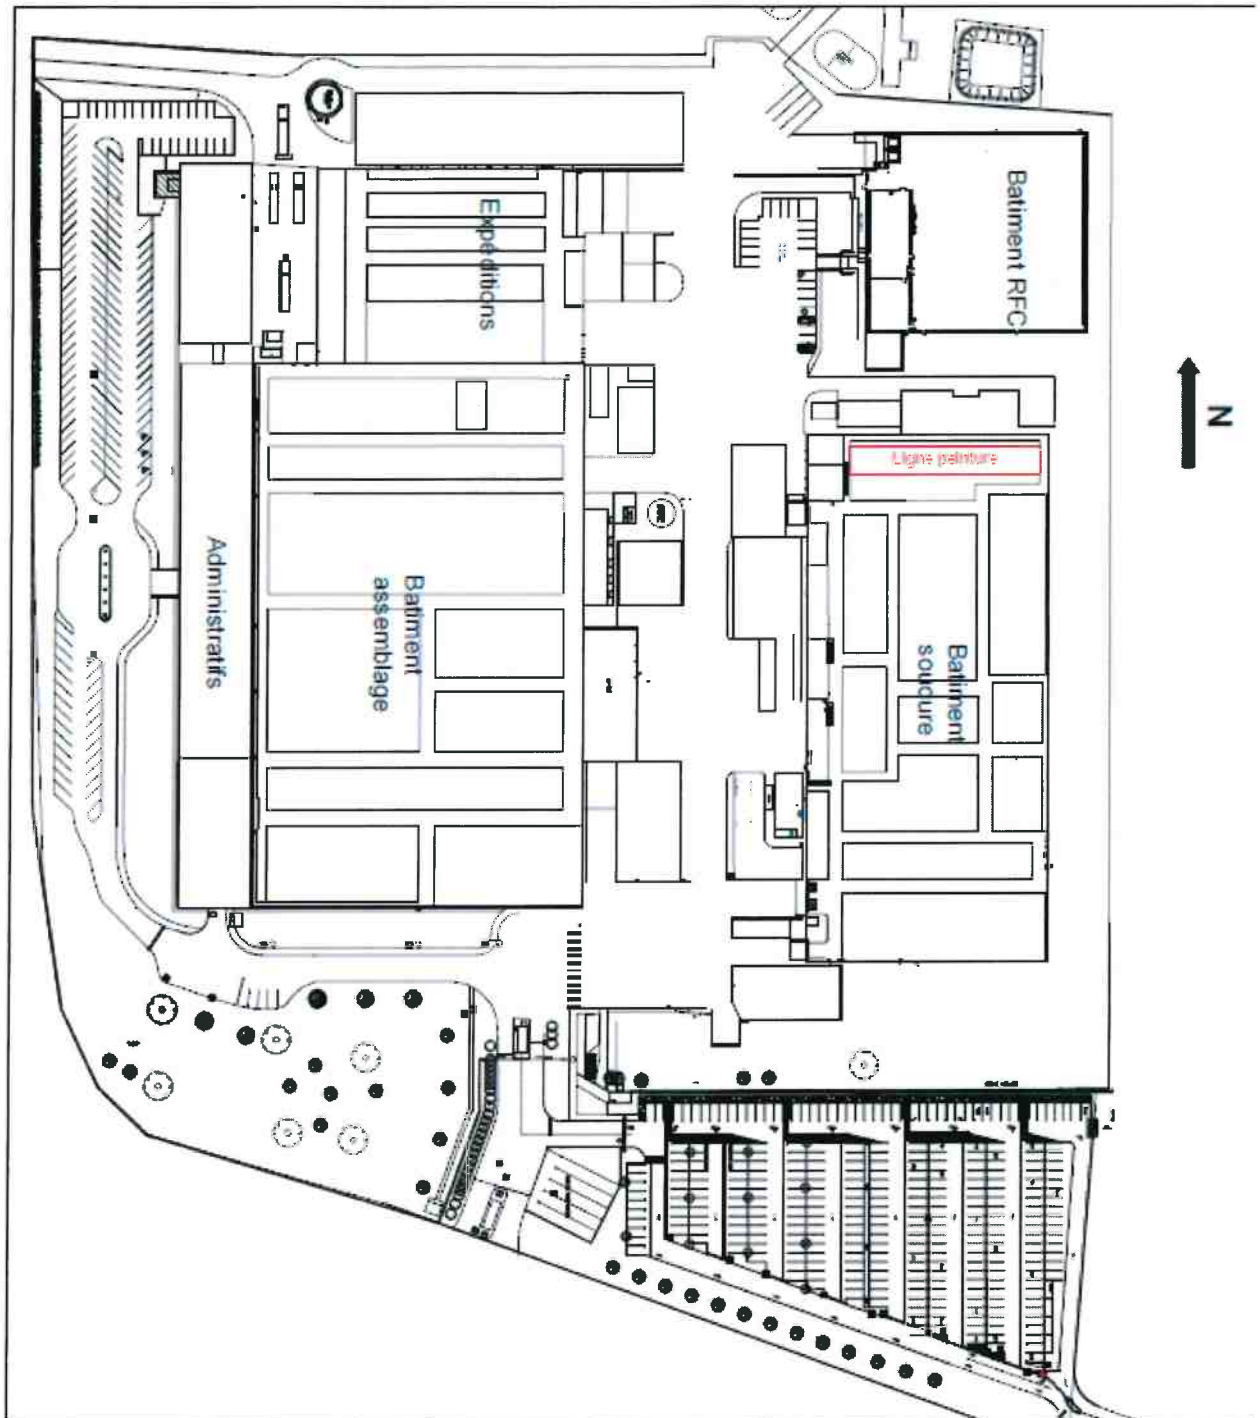 Batiment RFC
N
Expéditions
Ligne peinture
Administratifs
Batiment
assemblage
Batiment
soudure